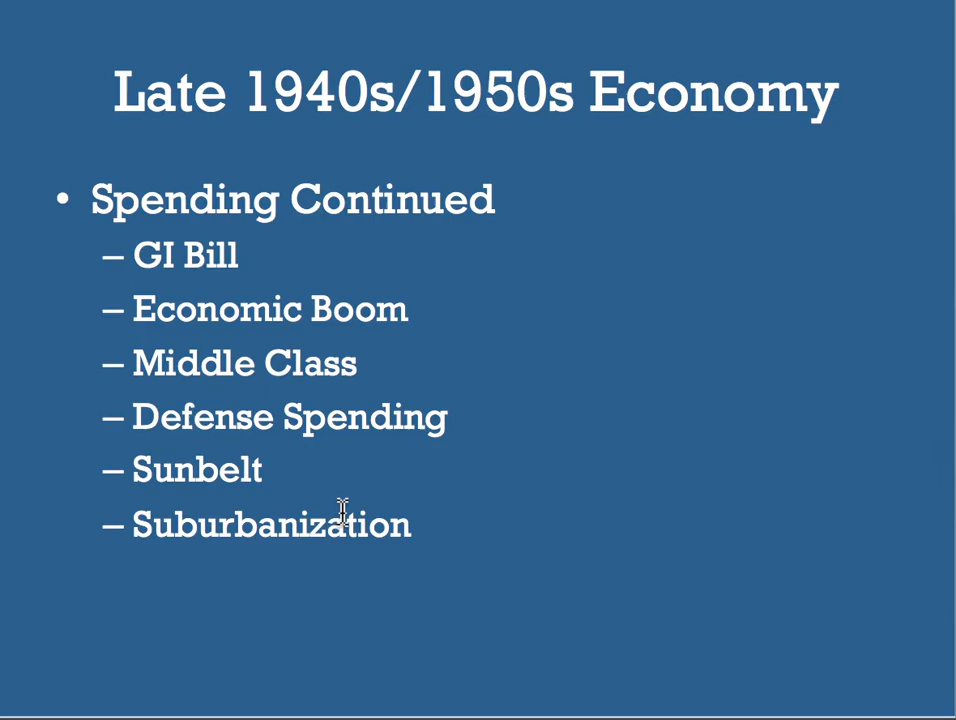 Late 1940s/1950s Economy
• Spending Continued
– GI Bill
– Economic Boom
– Middle Class
– Defense Spending
– Sunbelt
– Suburbanization